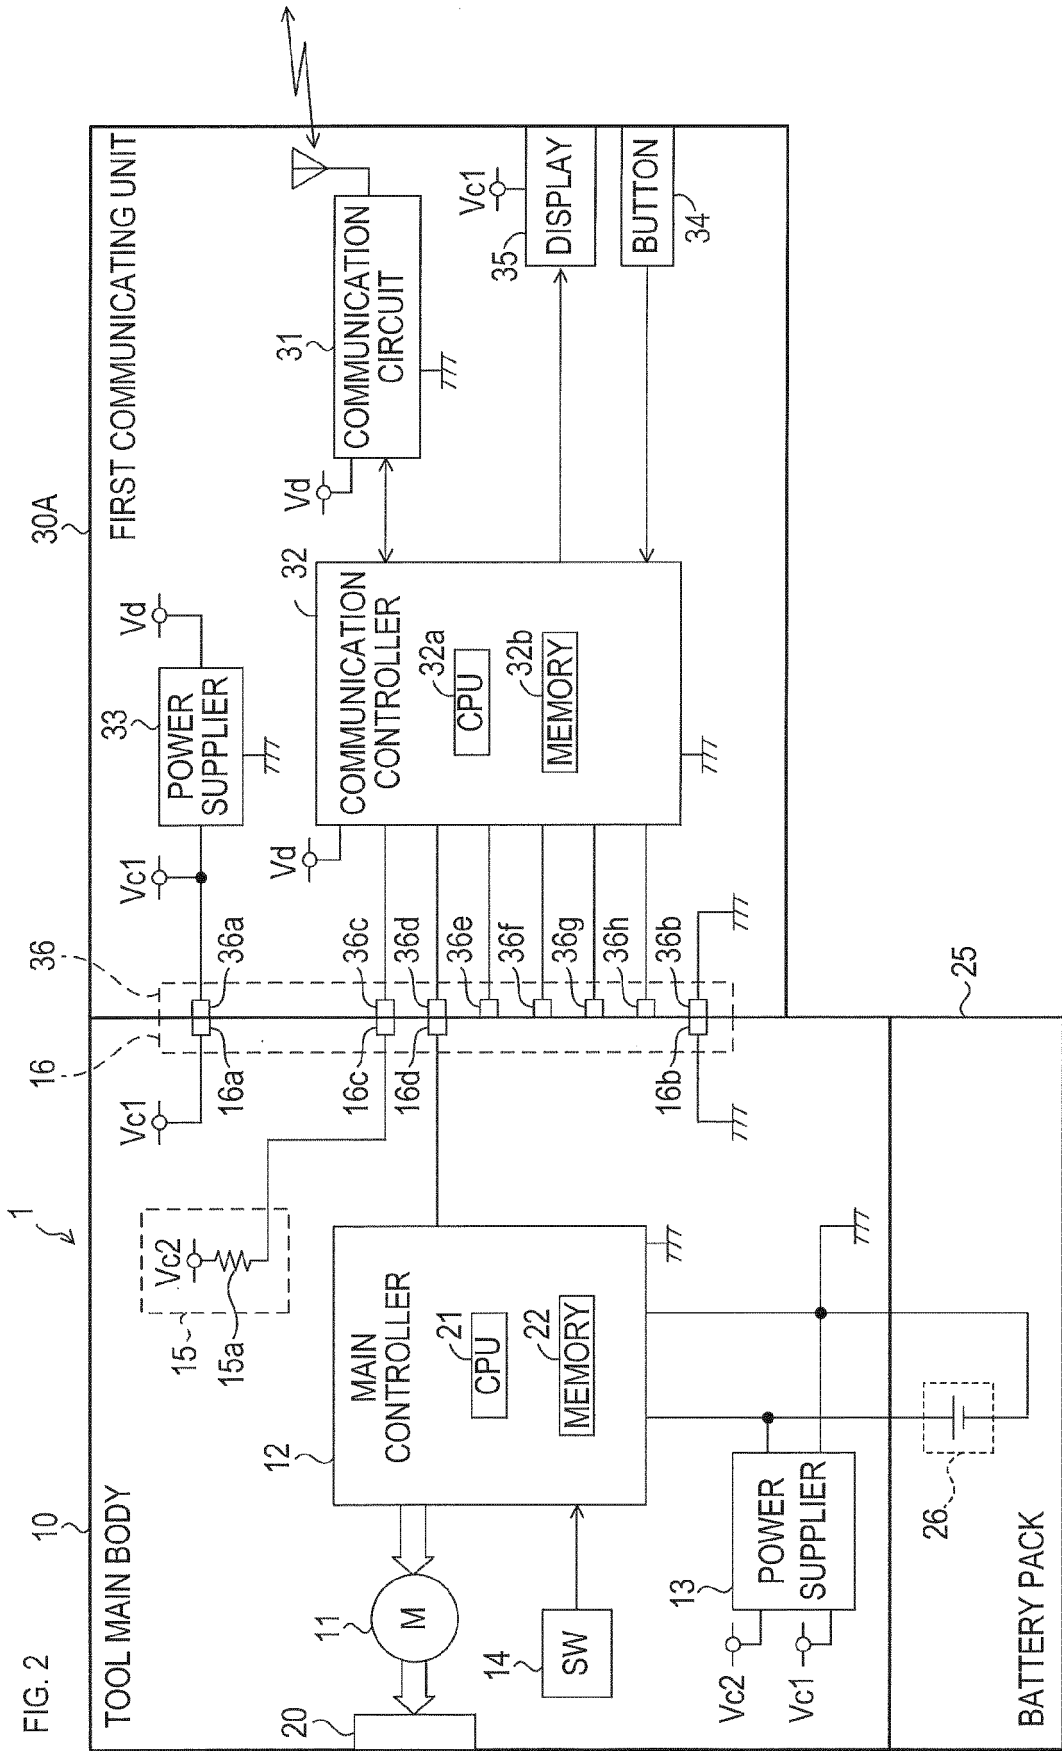 FIG. 2
1
10
30A
TOOL MAIN BODY
FIRST COMMUNICATING UNIT
15
Vc2
15a
Vc1
16
36
16a
36a
Vc1
33
POWER
SUPPLIER
Vd
20
11
M
12
MAIN
CONTROLLER
21
CPU
22
MEMORY
16c
36c
16d
36d
36e
36f
36g
36h
16b
36b
Vd
32
COMMUNICATION
CONTROLLER
32a
CPU
32b
MEMORY
Vd
31
COMMUNICATION
CIRCUIT
Vc1
35
DISPLAY
BUTTON
34
14
SW
13
POWER
SUPPLIER
Vc2
Vc1
25
26
BATTERY PACK